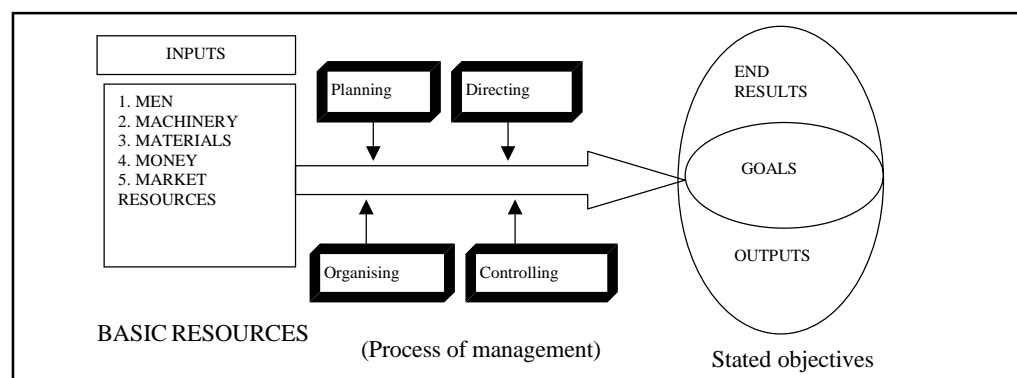 INPUTS
1. MEN
2. MACHINERY
3. MATERIALS
4. MONEY
5. MARKET
RESOURCES
BASIC RESOURCES
Planning
Directing
Organising
Controlling
(Process of management)
END
RESULTS
GOALS
OUTPUTS
Stated objectives